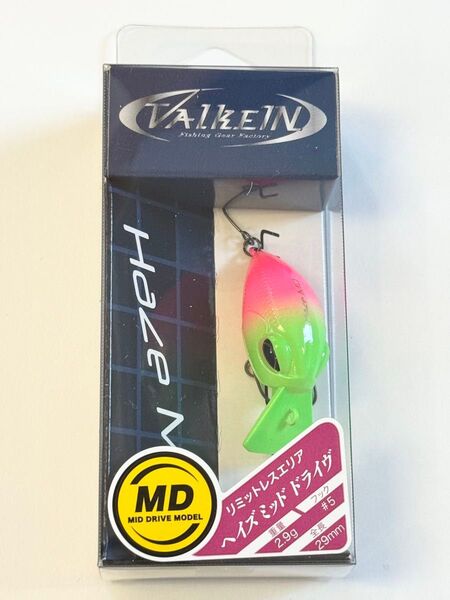 ValkeIN
Fishing Gear Factory
Haze M
MD
MID DRIVE MODEL
リミットレスエリア
ヘイズ ミッド ドライヴ
重量 フック
2.9g #5
全長
29mm